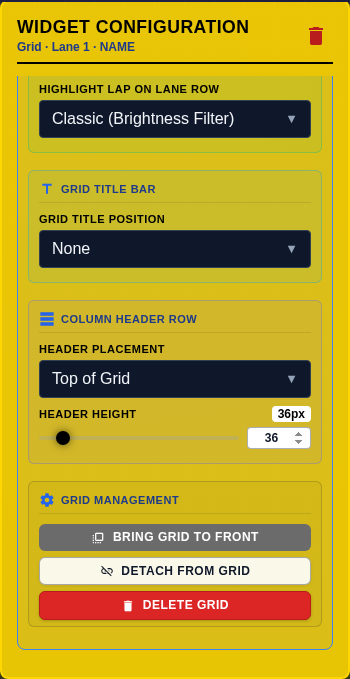 WIDGET CONFIGURATION
Grid · Lane 1 · NAME
HIGHLIGHT LAP ON LANE ROW
Classic (Brightness Filter)
GRID TITLE BAR
GRID TITLE POSITION
None
COLUMN HEADER ROW
HEADER PLACEMENT
Top of Grid
HEADER HEIGHT 36px
36
GRID MANAGEMENT
BRING GRID TO FRONT
DETACH FROM GRID
DELETE GRID